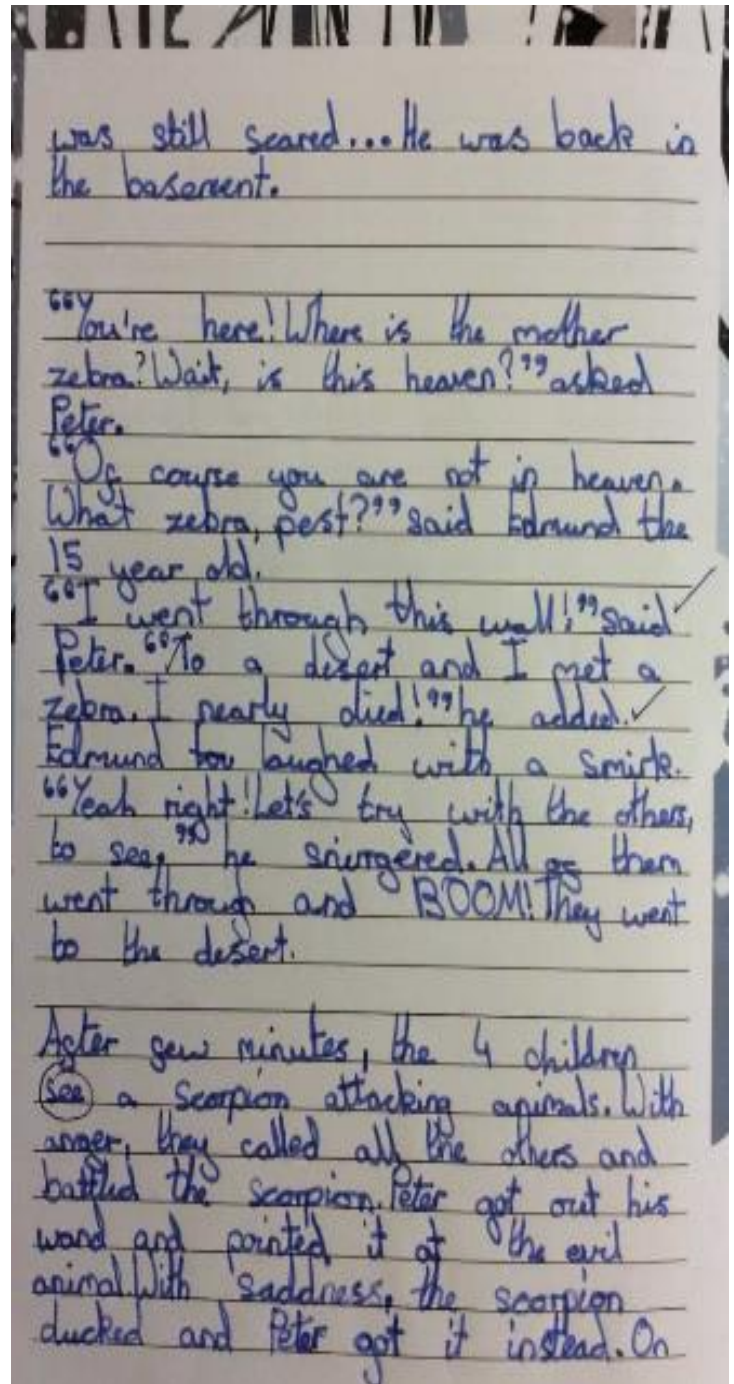 was still scared... He was back in
the basement.
“You're here! Where is the mother
zebra? Wait, is this heaven?” asked
Peter.
“Of course you are not in heaven.
What zebra, pest?” said Edmund the
15 year old.
“I went through this wall!” said
Peter. “To a desert and I met a
zebra. I nearly died!” he added.
Edmund laughed with a smirk.
“Yeah right! Let's try with the others,
to see,” he snurgered. All of them
went through and BOOM! They went
to the desert.
After few minutes, the 4 children
see a scorpion attacking animals. With
anger, they called all the others and
battled the scorpion. Peter got out his
wand and pointed it at the evil
animal. With saddness, the scorpion
ducked and Peter got it instead. On